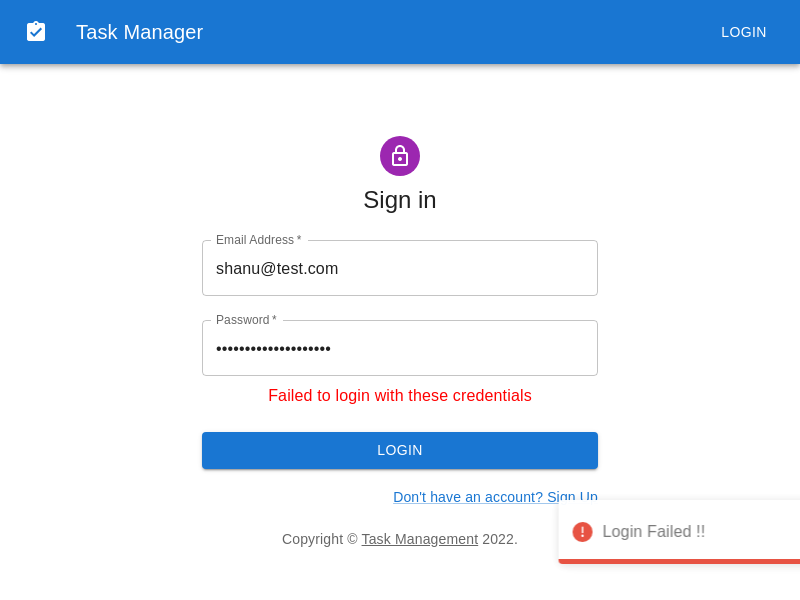 Task Manager
LOGIN
Sign in
Email Address *
shanu@test.com
Password *
••••••••••••••••••••
Failed to login with these credentials
LOGIN
Don't have an account? Sign Up
Login Failed !!
Copyright © Task Management 2022.